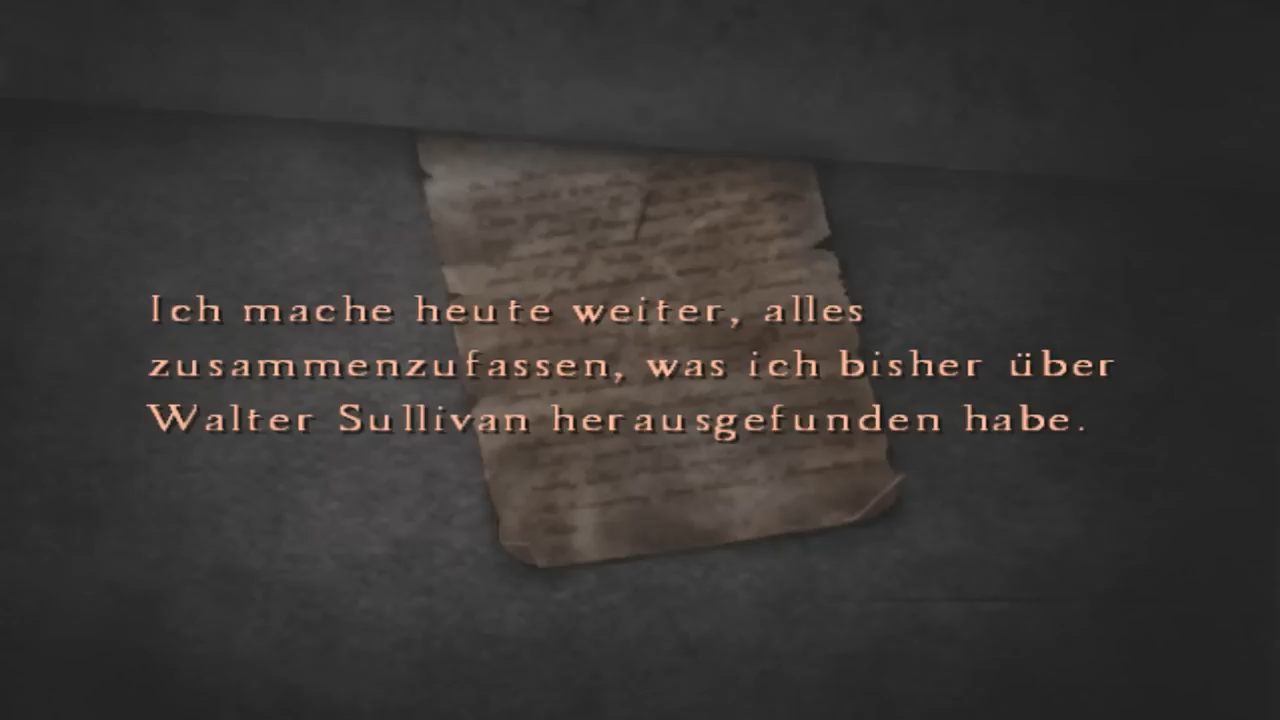 Ich mache heute weiter, alles
zusammenzufassen, was ich bisher über
Walter Sullivan herausgefunden habe.